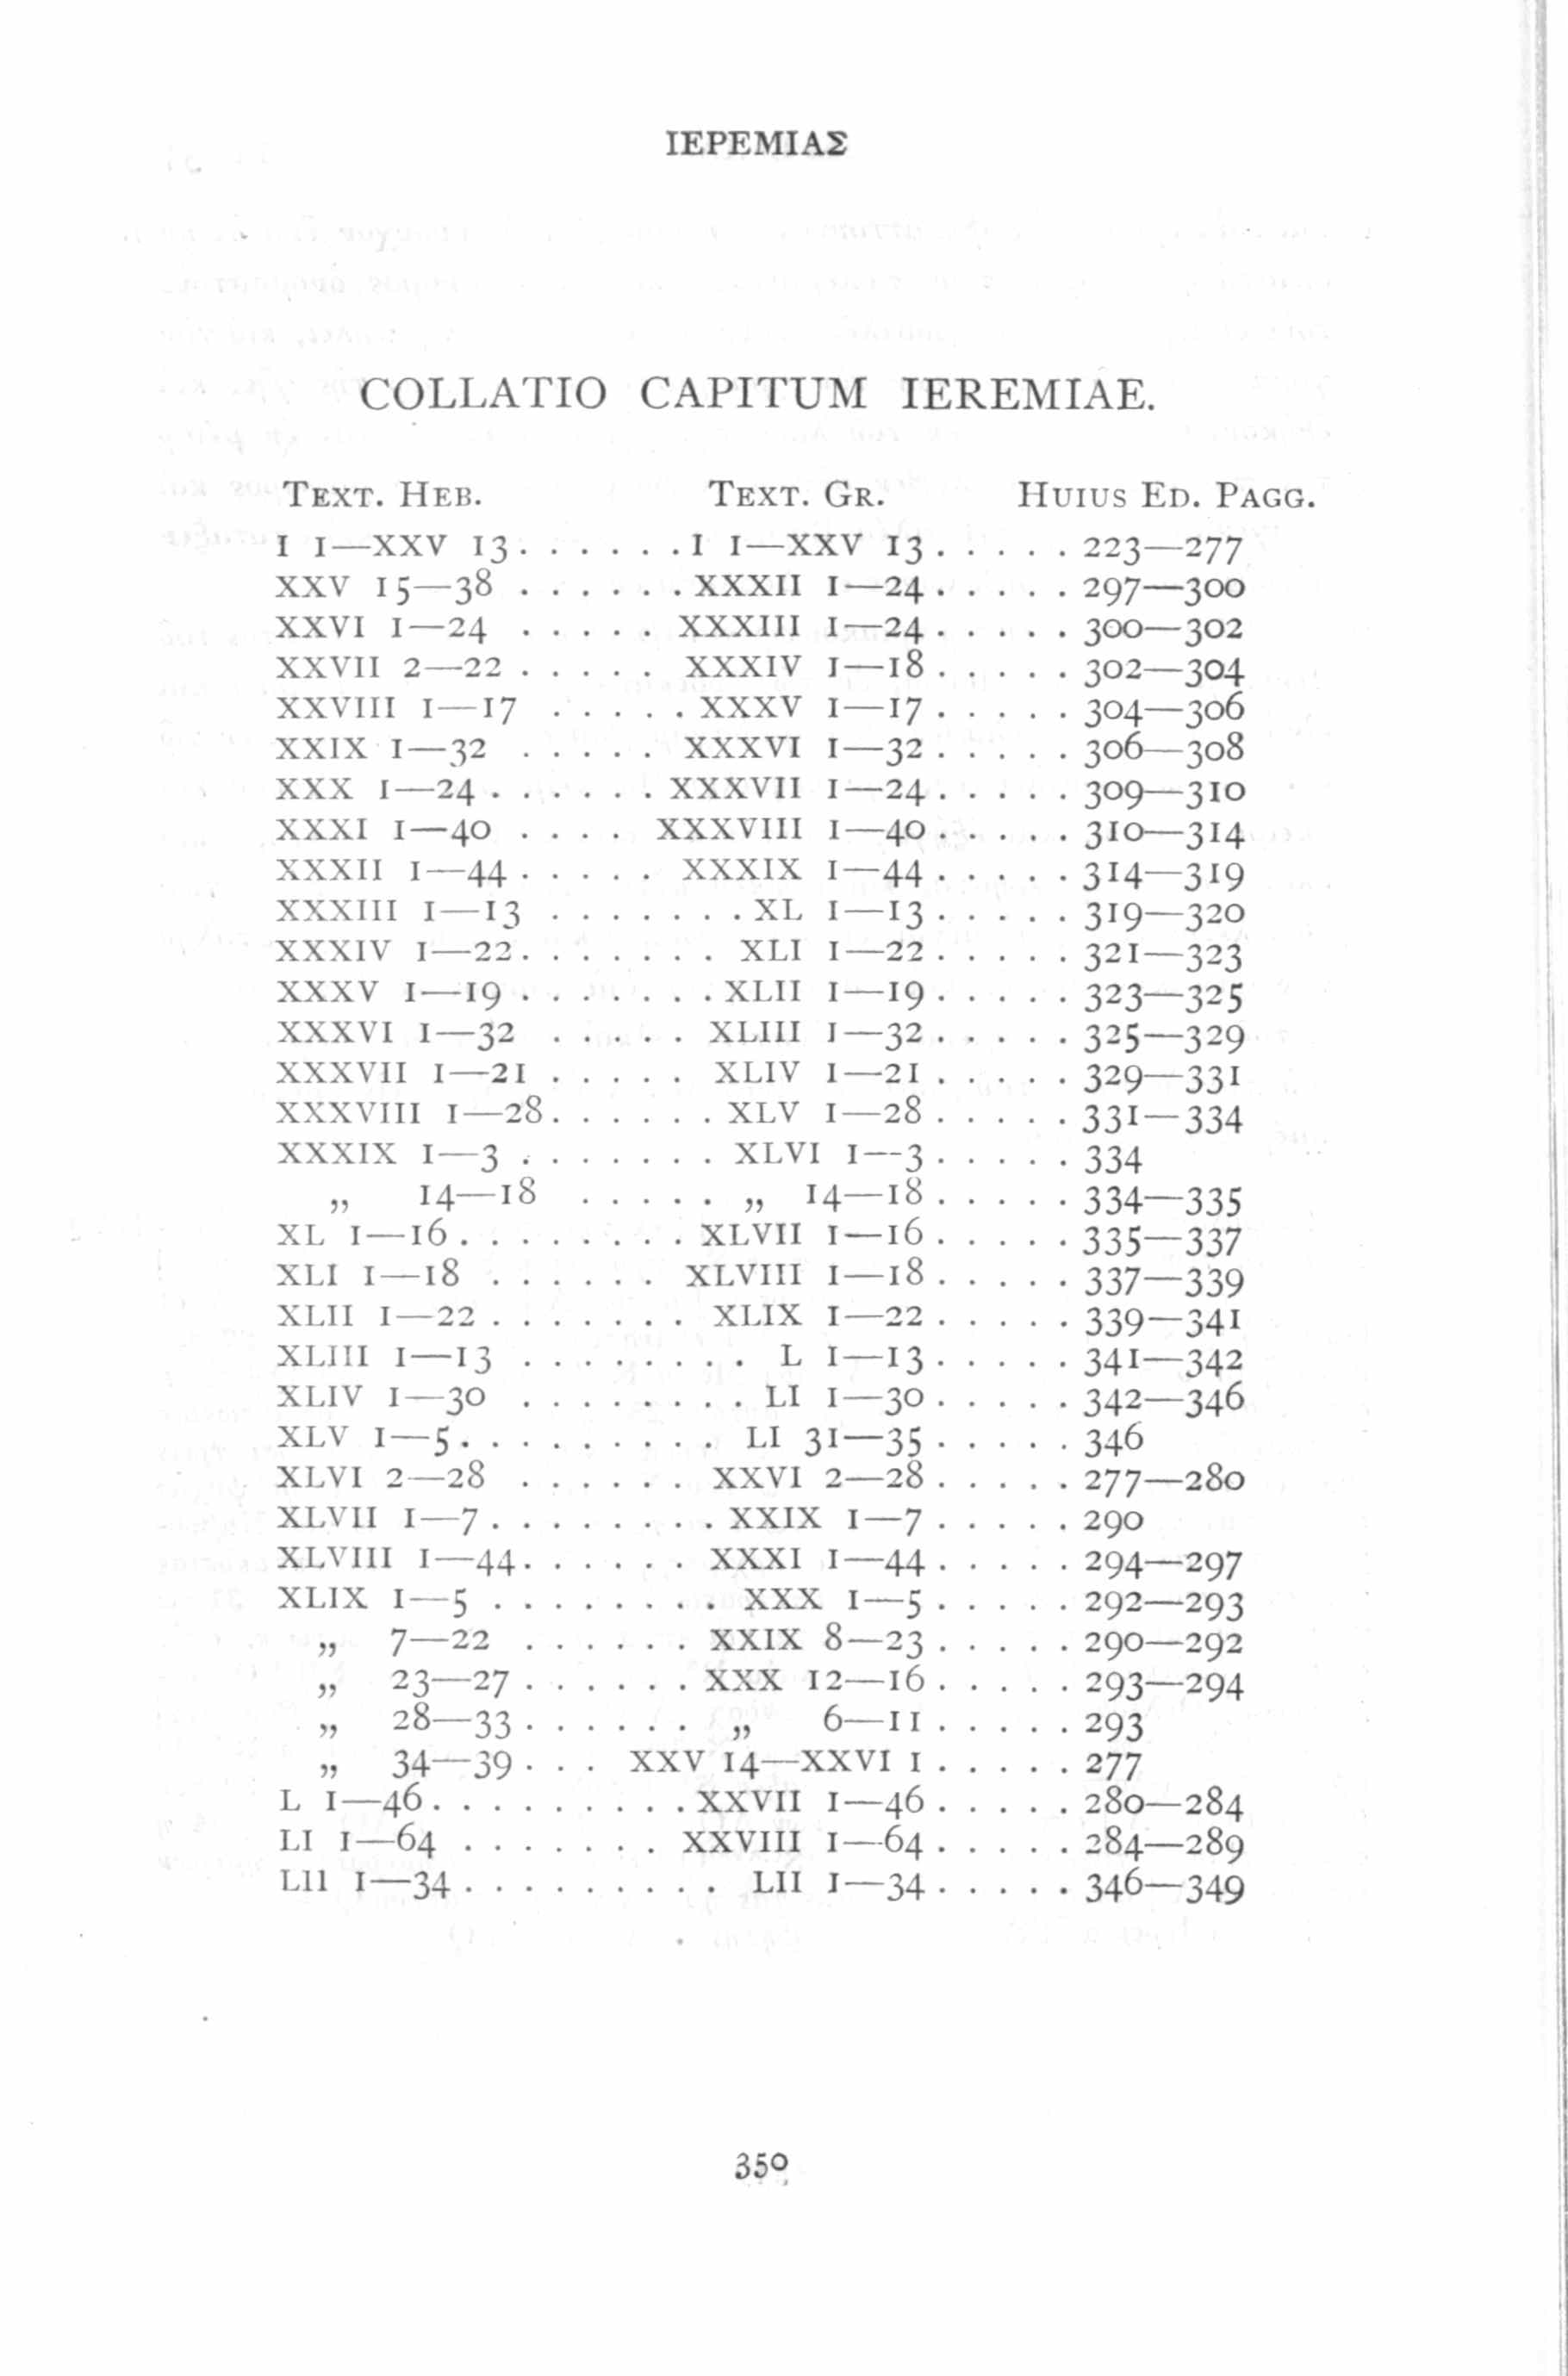 ΙΕΡΕΜΙΑΣ
COLLATIO CAPITUM IEREMIAE.
TEXT. HEB. TEXT. GR. HUIUS ED. PAGG.
I 1—XXV 13. . . . . . . I 1—XXV 13 . . . . . 223—277
XXV 15—38 . . . . . . XXXII 1—24 . . . . . 297—300
XXVI 1—24 . . . . . XXXIII 1—24 . . . . . 300—302
XXVII 2—22 . . . . . XXXIV 1—18 . . . . . 302—304
XXVIII 1—17 . . . . . XXXV 1—17 . . . . . 304—306
XXIX 1—32 . . . . . XXXVI 1—32 . . . . . 306—308
XXX 1—24 . . . . . . XXXVII 1—24 . . . . . 309—310
XXXI 1—40 . . . . . XXXVIII 1—40 . . . . . 310—314
XXXII 1—44 . . . . . XXXIX 1—44 . . . . . 314—319
XXXIII 1—13 . . . . . . . XL 1—13 . . . . . 319—320
XXXIV 1—22 . . . . . . . XLI 1—22 . . . . . 321—323
XXXV 1—19 . . . . . . . XLII 1—19 . . . . . 323—325
XXXVI 1—32 . . . . . XLIII 1—32 . . . . . 325—329
XXXVII 1—21 . . . . . XLIV 1—21 . . . . . 329—331
XXXVIII 1—28 . . . . . . XLV 1—28 . . . . . 331—334
XXXIX 1—3 . . . . . . . XLVI 1—3 . . . . . 334
„ 14—18 . . . . . „ 14—18 . . . . . 334—335
XL 1—16 . . . . . . . . XLVII 1—16 . . . . . 335—337
XLI 1—18 . . . . . . XLVIII 1—18 . . . . . 337—339
XLII 1—22 . . . . . . . XLIX 1—22 . . . . . 339—341
XLIII 1—13 . . . . . . . . L 1—13 . . . . . 341—342
XLIV 1—30 . . . . . . . . LI 1—30 . . . . . 342—346
XLV 1—5 . . . . . . . . . LI 31—35 . . . . . 346
XLVI 2—28 . . . . . . XXVI 2—28 . . . . . 277—280
XLVII 1—7 . . . . . . . . XXIX 1—7 . . . . . 290
XLVIII 1—44 . . . . . . XXXI 1—44 . . . . . 294—297
XLIX 1—5 . . . . . . . . XXX 1—5 . . . . . 292—293
„ 7—22 . . . . . . XXIX 8—23 . . . . . 290—292
„ 23—27 . . . . . . XXX 12—16 . . . . . 293—294
„ 28—33 . . . . . . „ 6—11 . . . . . 293
„ 34—39 . . . XXV 14—XXVI 1 . . . . . 277
L 1—46 . . . . . . . . . XXVII 1—46 . . . . . 280—284
LI 1—64 . . . . . . . XXVIII 1—64 . . . . . 284—289
LII 1—34 . . . . . . . . . LII 1—34 . . . . . 346—349
350